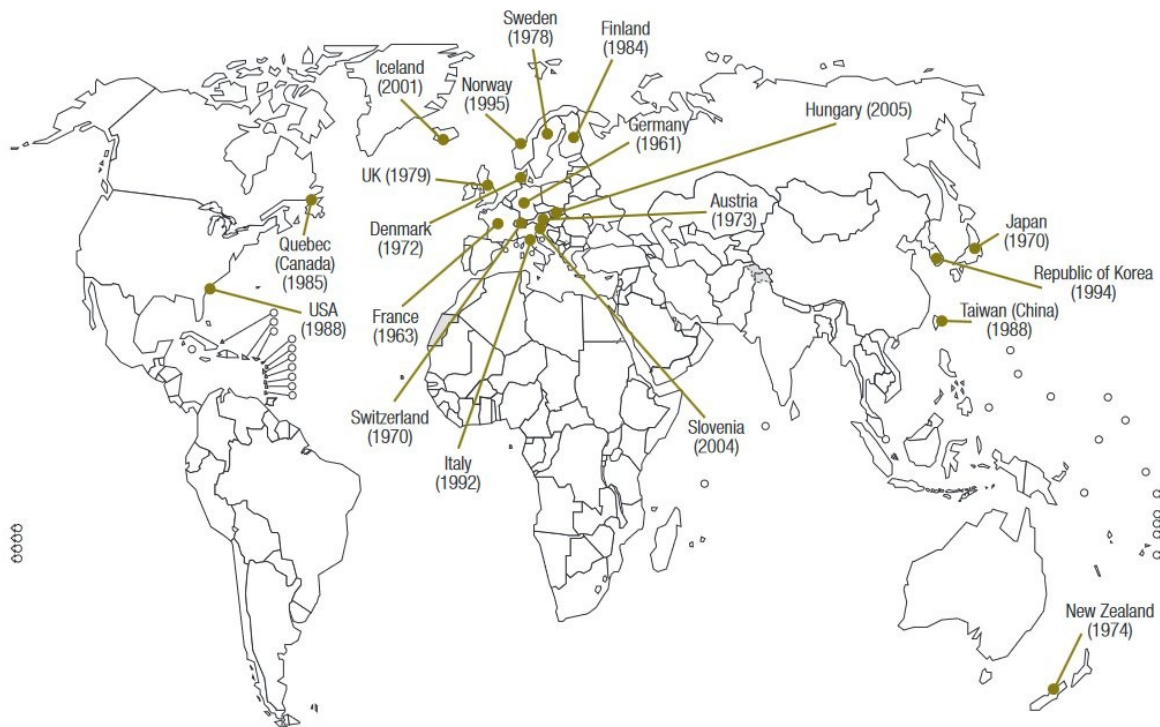 Sweden
(1978)
Finland
(1984)
Iceland
(2001)
Norway
(1995)
Hungary (2005)
Germany
(1961)
UK (1979)
Denmark
(1972)
Austria
(1973)
Japan
(1970)
Quebec
(Canada)
(1985)
Republic of Korea
(1994)
USA
(1988)
France
(1963)
Taiwan (China)
(1988)
Switzerland
(1970)
Slovenia
(2004)
Italy
(1992)
New Zealand
(1974)